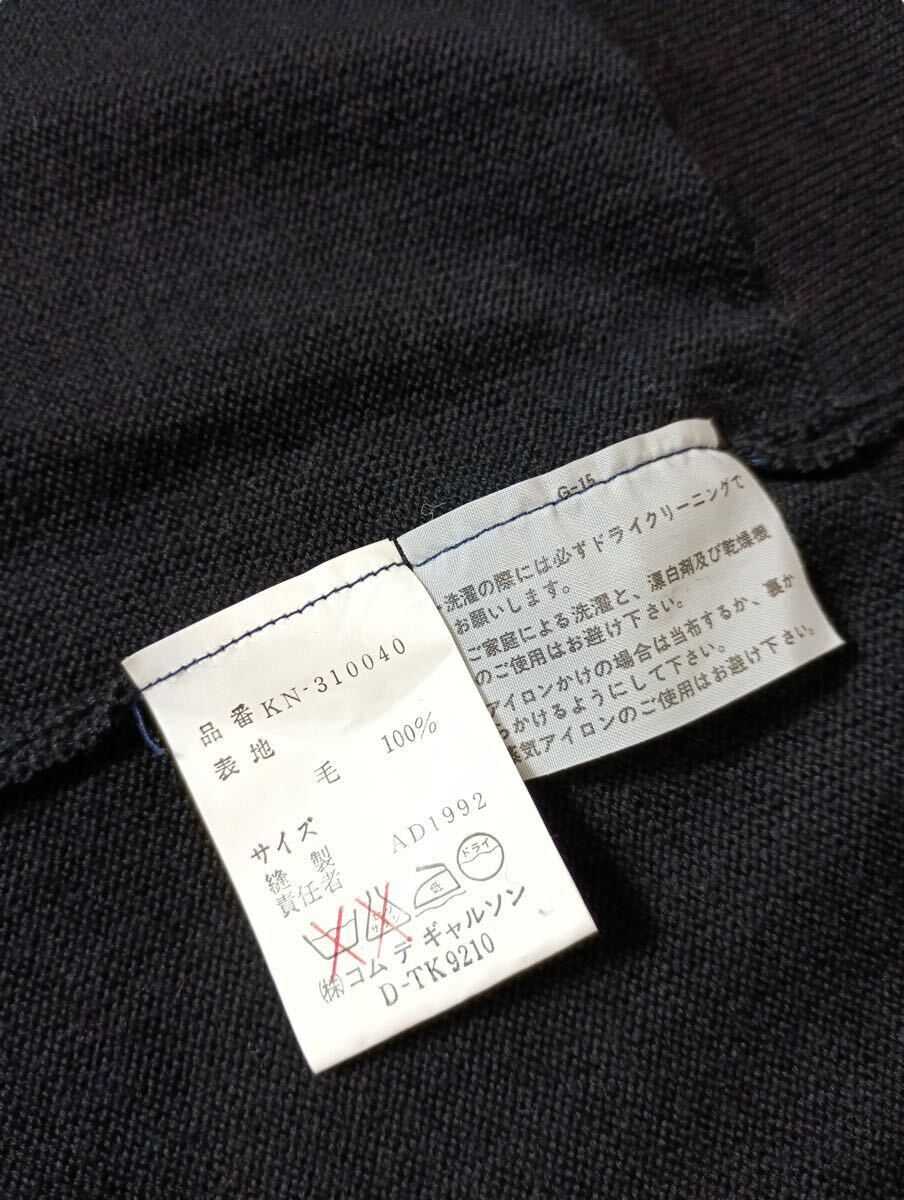 品番 KN-310040
表地
毛 100%
サイズ
縫製 AD1992
責任者
エンソ サラシ
低
ドライ
㈱コム デ ギャルソン
D-TK9210
G-15
洗濯の際には必ずドライクリーニングで
お願いします。
ご家庭による洗濯と、漂白剤及び乾燥機
のご使用はお避け下さい。
アイロンかけの場合は当布するか、裏か
らかけるようにして下さい。
蒸気アイロンのご使用はお避け下さい。